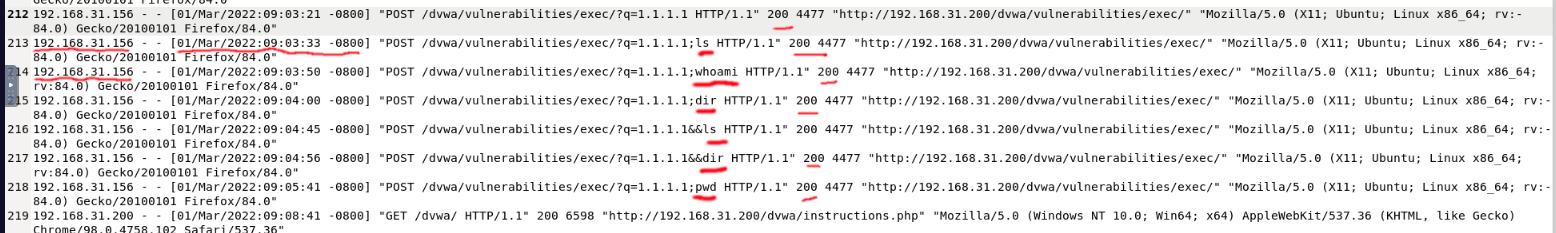 212 192.168.31.156 - - [01/Mar/2022:09:03:21 -0800] "POST /dvwa/vulnerabilities/exec/?q=1.1.1.1 HTTP/1.1" 200 4477 "http://192.168.31.200/dvwa/vulnerabilities/exec/" "Mozilla/5.0 (X11; Ubuntu; Linux x86_64; rv:-
84.0) Gecko/20100101 Firefox/84.0"
213 192.168.31.156 - - [01/Mar/2022:09:03:33 -0800] "POST /dvwa/vulnerabilities/exec/?q=1.1.1.1;ls HTTP/1.1" 200 4477 "http://192.168.31.200/dvwa/vulnerabilities/exec/" "Mozilla/5.0 (X11; Ubuntu; Linux x86_64; rv:-
84.0) Gecko/20100101 Firefox/84.0"
214 192.168.31.156 - - [01/Mar/2022:09:03:50 -0800] "POST /dvwa/vulnerabilities/exec/?q=1.1.1.1;whoami HTTP/1.1" 200 4477 "http://192.168.31.200/dvwa/vulnerabilities/exec/" "Mozilla/5.0 (X11; Ubuntu; Linux x86_64;
rv:84.0) Gecko/20100101 Firefox/84.0"
215 192.168.31.156 - - [01/Mar/2022:09:04:00 -0800] "POST /dvwa/vulnerabilities/exec/?q=1.1.1.1;dir HTTP/1.1" 200 4477 "http://192.168.31.200/dvwa/vulnerabilities/exec/" "Mozilla/5.0 (X11; Ubuntu; Linux x86_64; rv:-
84.0) Gecko/20100101 Firefox/84.0"
216 192.168.31.156 - - [01/Mar/2022:09:04:45 -0800] "POST /dvwa/vulnerabilities/exec/?q=1.1.1.1&&ls HTTP/1.1" 200 4477 "http://192.168.31.200/dvwa/vulnerabilities/exec/" "Mozilla/5.0 (X11; Ubuntu; Linux x86_64; rv:-
84.0) Gecko/20100101 Firefox/84.0"
217 192.168.31.156 - - [01/Mar/2022:09:04:56 -0800] "POST /dvwa/vulnerabilities/exec/?q=1.1.1.1&&dir HTTP/1.1" 200 4477 "http://192.168.31.200/dvwa/vulnerabilities/exec/" "Mozilla/5.0 (X11; Ubuntu; Linux x86_64;
rv:84.0) Gecko/20100101 Firefox/84.0"
218 192.168.31.156 - - [01/Mar/2022:09:05:41 -0800] "POST /dvwa/vulnerabilities/exec/?q=1.1.1.1;pwd HTTP/1.1" 200 4477 "http://192.168.31.200/dvwa/vulnerabilities/exec/" "Mozilla/5.0 (X11; Ubuntu; Linux x86_64; rv:-
84.0) Gecko/20100101 Firefox/84.0"
219 192.168.31.200 - - [01/Mar/2022:09:08:41 -0800] "GET /dvwa/ HTTP/1.1" 200 6598 "http://192.168.31.200/dvwa/instructions.php" "Mozilla/5.0 (Windows NT 10.0; Win64; x64) AppleWebKit/537.36 (KHTML, like Gecko)
Chrome/98.0.4758.102 Safari/537.36"